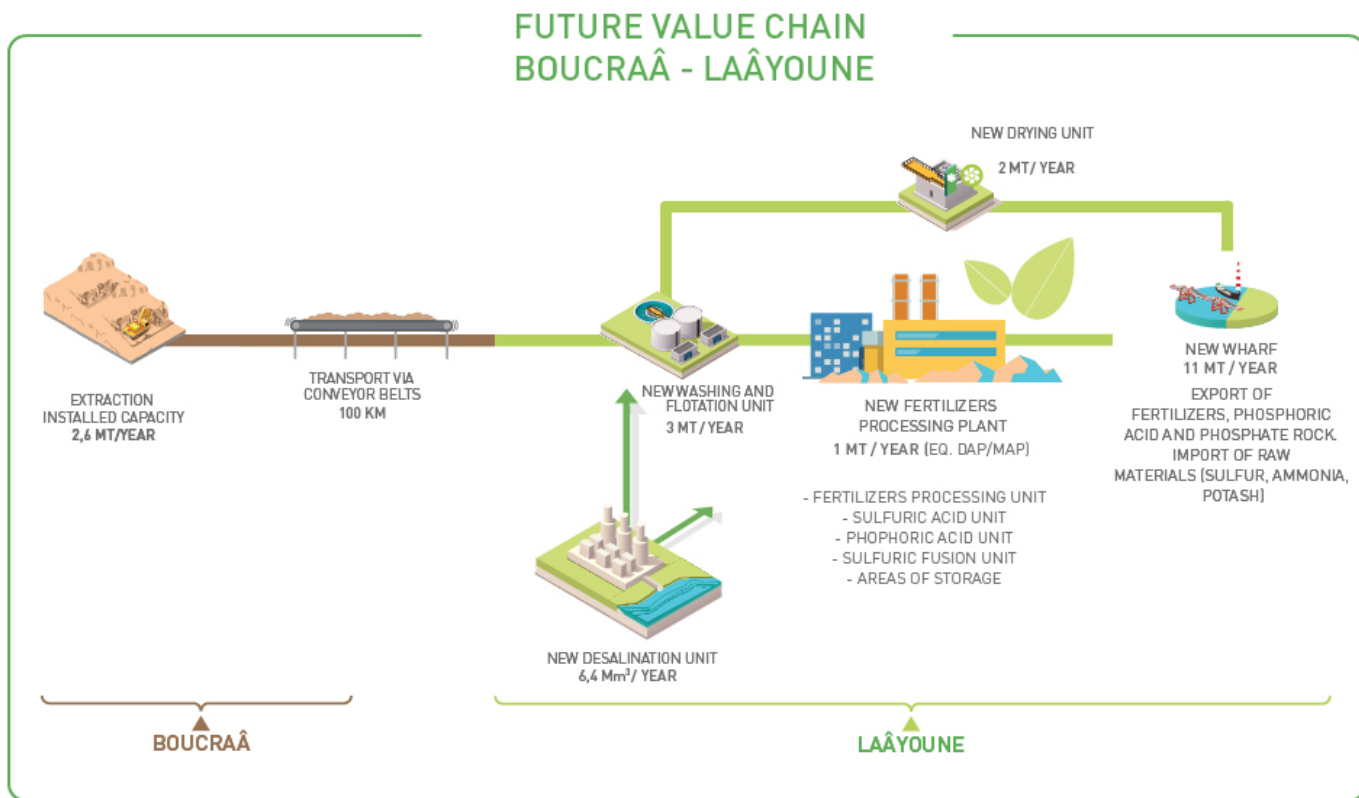 FUTURE VALUE CHAIN
BOUCRAÂ - LAÂYOUNE
NEW DRYING UNIT
2 MT/ YEAR
EXTRACTION
INSTALLED CAPACITY
2,6 MT/YEAR
TRANSPORT VIA
CONVEYOR BELTS
100 KM
NEW WASHING AND
FLOTATION UNIT
3 MT / YEAR
NEW FERTILIZERS
PROCESSING PLANT
1 MT / YEAR (EQ. DAP/MAP)
- FERTILIZERS PROCESSING UNIT
- SULFURIC ACID UNIT
- PHOPHORIC ACID UNIT
- SULFURIC FUSION UNIT
- AREAS OF STORAGE
NEW WHARF
11 MT / YEAR
EXPORT OF
FERTILIZERS, PHOSPHORIC
ACID AND PHOSPHATE ROCK.
IMPORT OF RAW
MATERIALS (SULFUR, AMMONIA,
POTASH)
NEW DESALINATION UNIT
6,4 Mm³/ YEAR
BOUCRAÂ
LAÂYOUNE